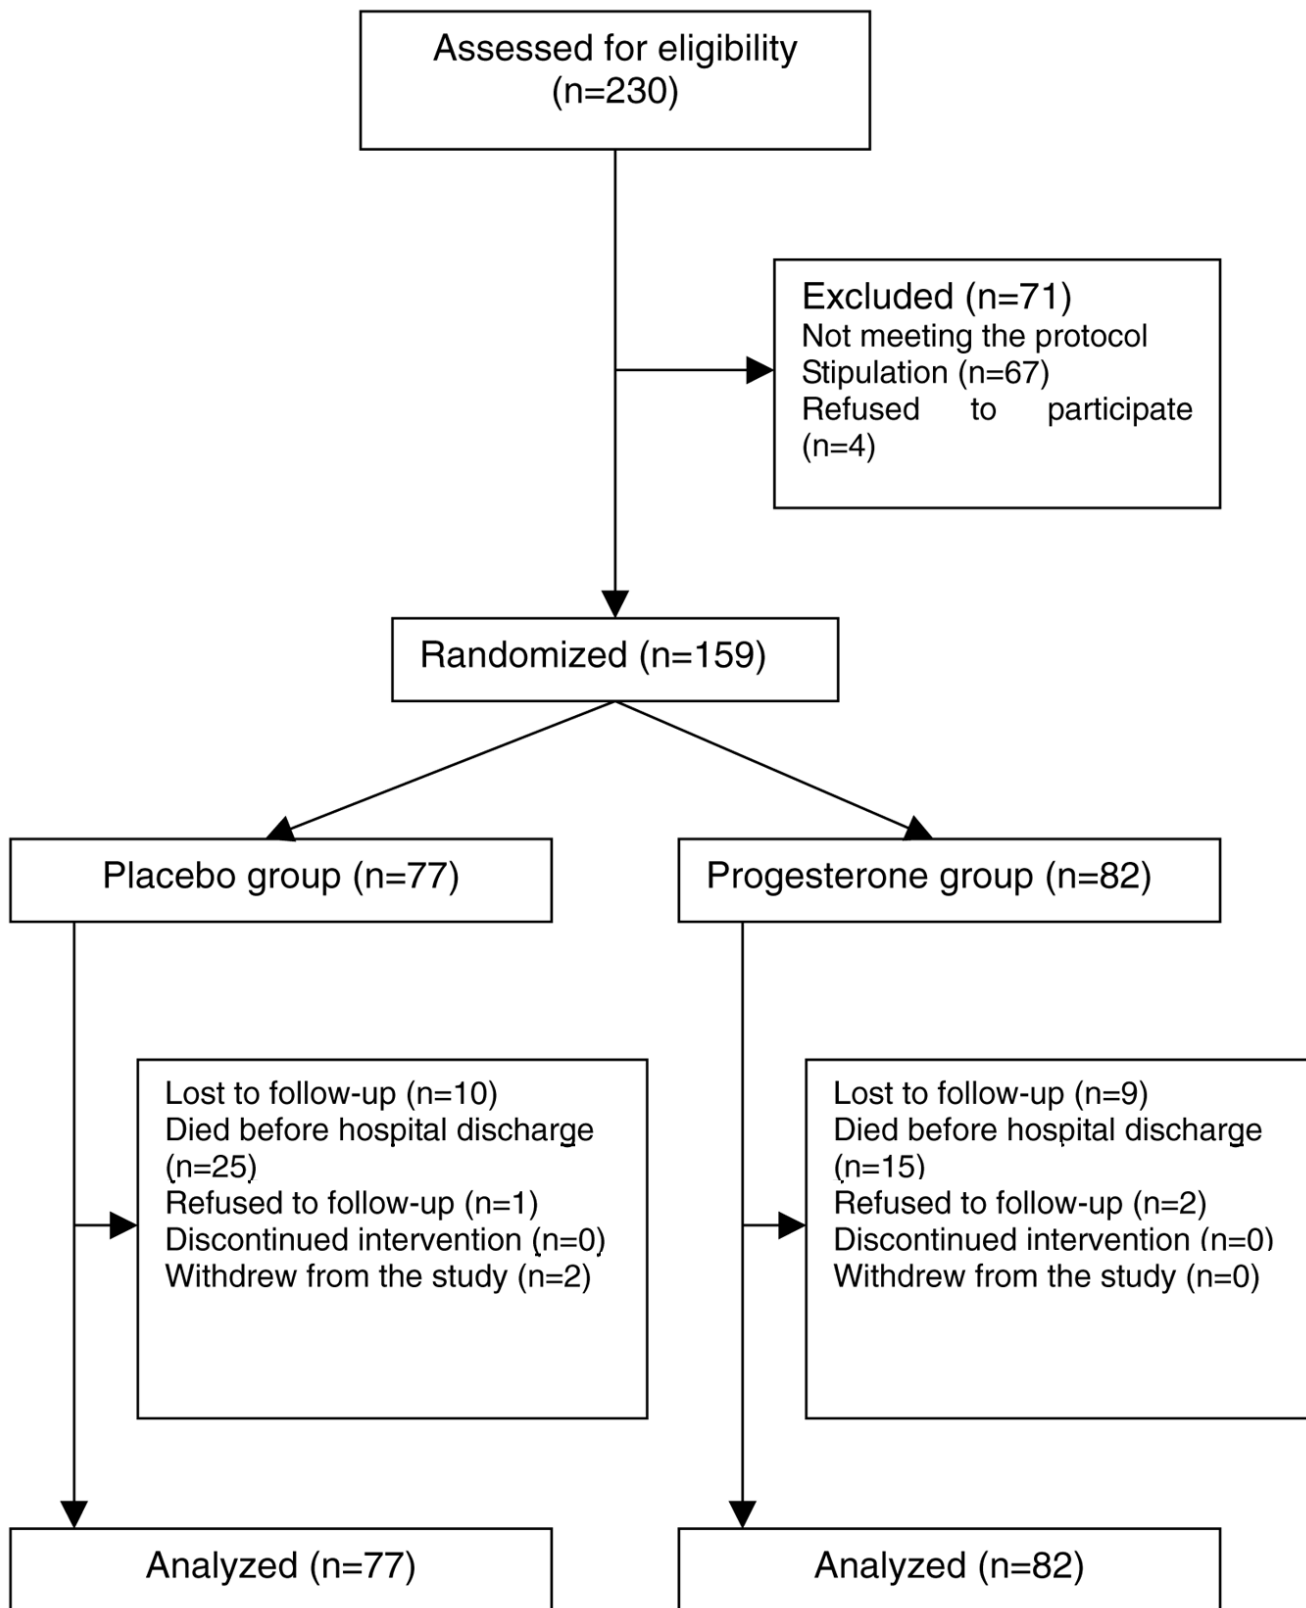 Assessed for eligibility
(n=230)
Excluded (n=71)
Not meeting the protocol
Stipulation (n=67)
Refused to participate
(n=4)
Randomized (n=159)
Placebo group (n=77)
Progesterone group (n=82)
Lost to follow-up (n=10)
Died before hospital discharge
(n=25)
Refused to follow-up (n=1)
Discontinued intervention (n=0)
Withdrew from the study (n=2)
Lost to follow-up (n=9)
Died before hospital discharge
(n=15)
Refused to follow-up (n=2)
Discontinued intervention (n=0)
Withdrew from the study (n=0)
Analyzed (n=77)
Analyzed (n=82)